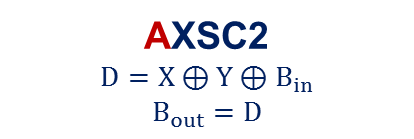 AXSC2
D = X ⊕ Y ⊕ B_in
B_out = D